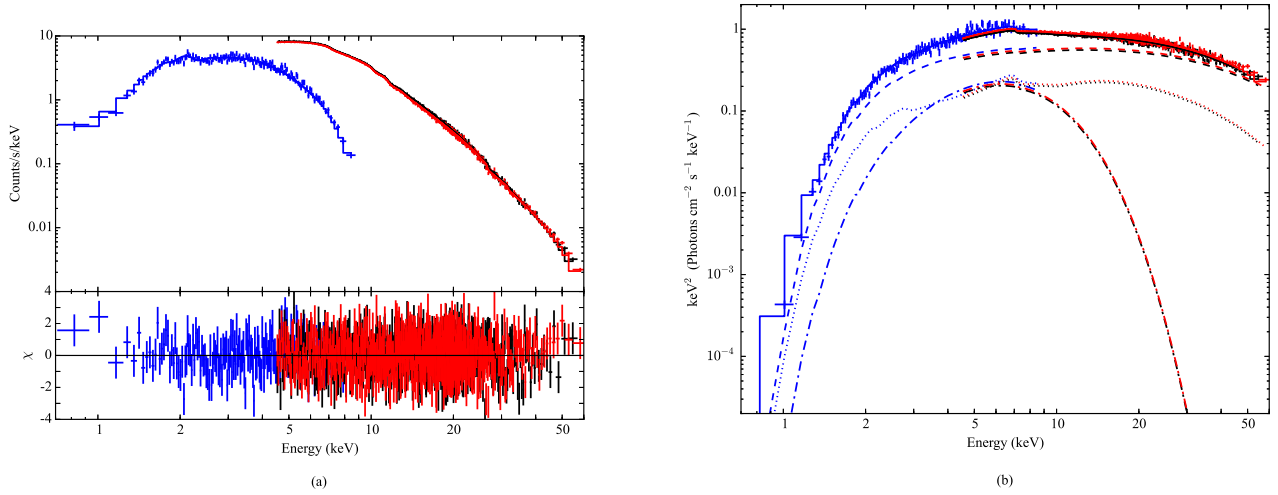 10
1
0.1
0.01
4
2
0
-2
-4
Counts/s/keV
χ
1 2 5 10 20 50
Energy (keV)
(a)
1
0.1
0.01
10⁻³
10⁻⁴
keV² (Photons cm⁻² s⁻¹ keV⁻¹)
1 2 5 10 20 50
Energy (keV)
(b)